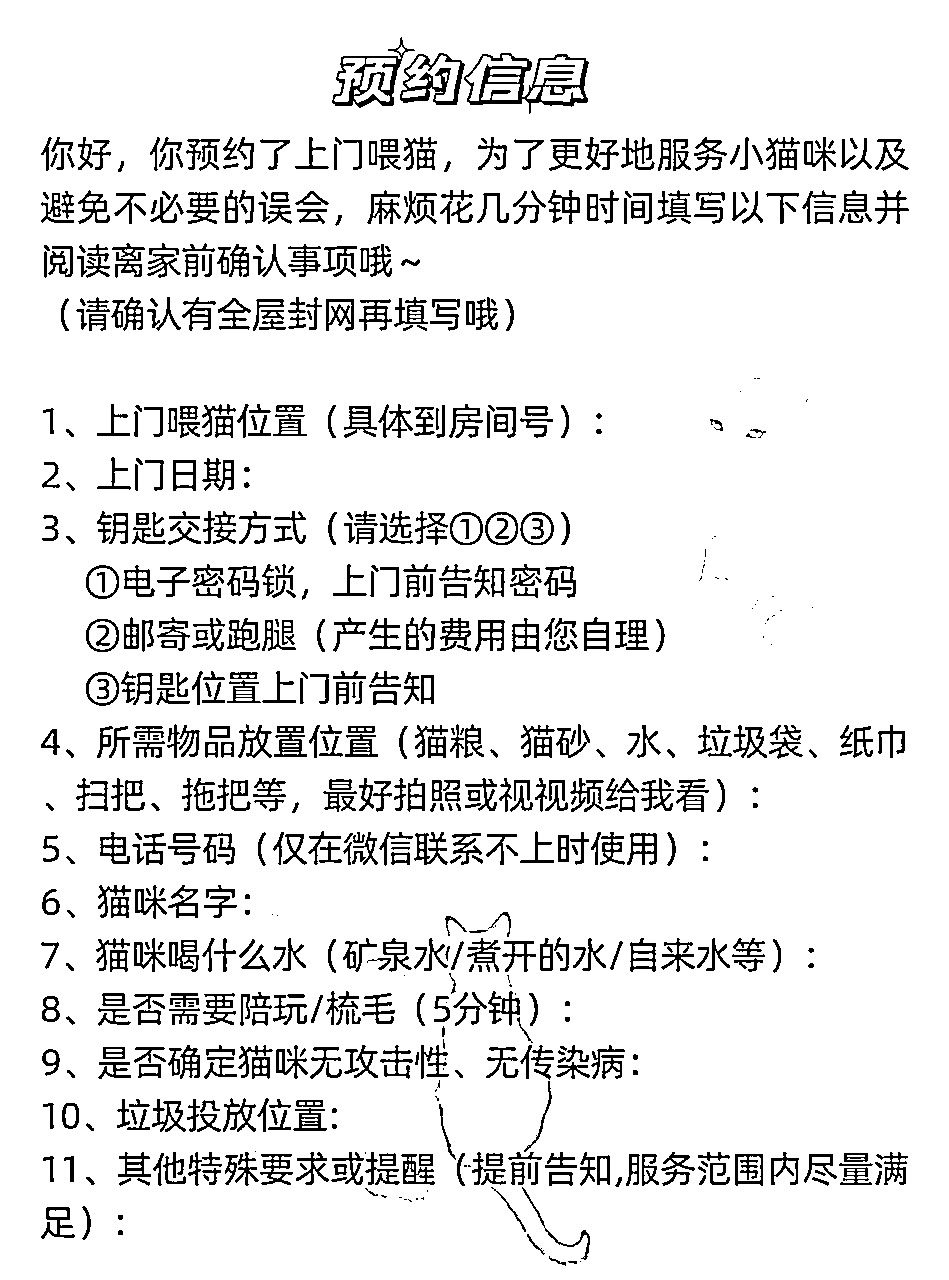 预约信息
你好，你预约了上门喂猫，为了更好地服务小猫咪以及
避免不必要的误会，麻烦花几分钟时间填写以下信息并
阅读离家前确认事项哦～
（请确认有全屋封网再填写哦）
1、上门喂猫位置（具体到房间号）：
2、上门日期：
3、钥匙交接方式（请选择①②③）
①电子密码锁，上门前告知密码
②邮寄或跑腿（产生的费用由您自理）
③钥匙位置上门前告知
4、所需物品放置位置（猫粮、猫砂、水、垃圾袋、纸巾
、扫把、拖把等，最好拍照或视视频给我看）：
5、电话号码（仅在微信联系不上时使用）：
6、猫咪名字：
7、猫咪喝什么水（矿泉水/煮开的水/自来水等）：
8、是否需要陪玩/梳毛（5分钟）：
9、是否确定猫咪无攻击性、无传染病：
10、垃圾投放位置:
11、其他特殊要求或提醒（提前告知,服务范围内尽量满
足）：